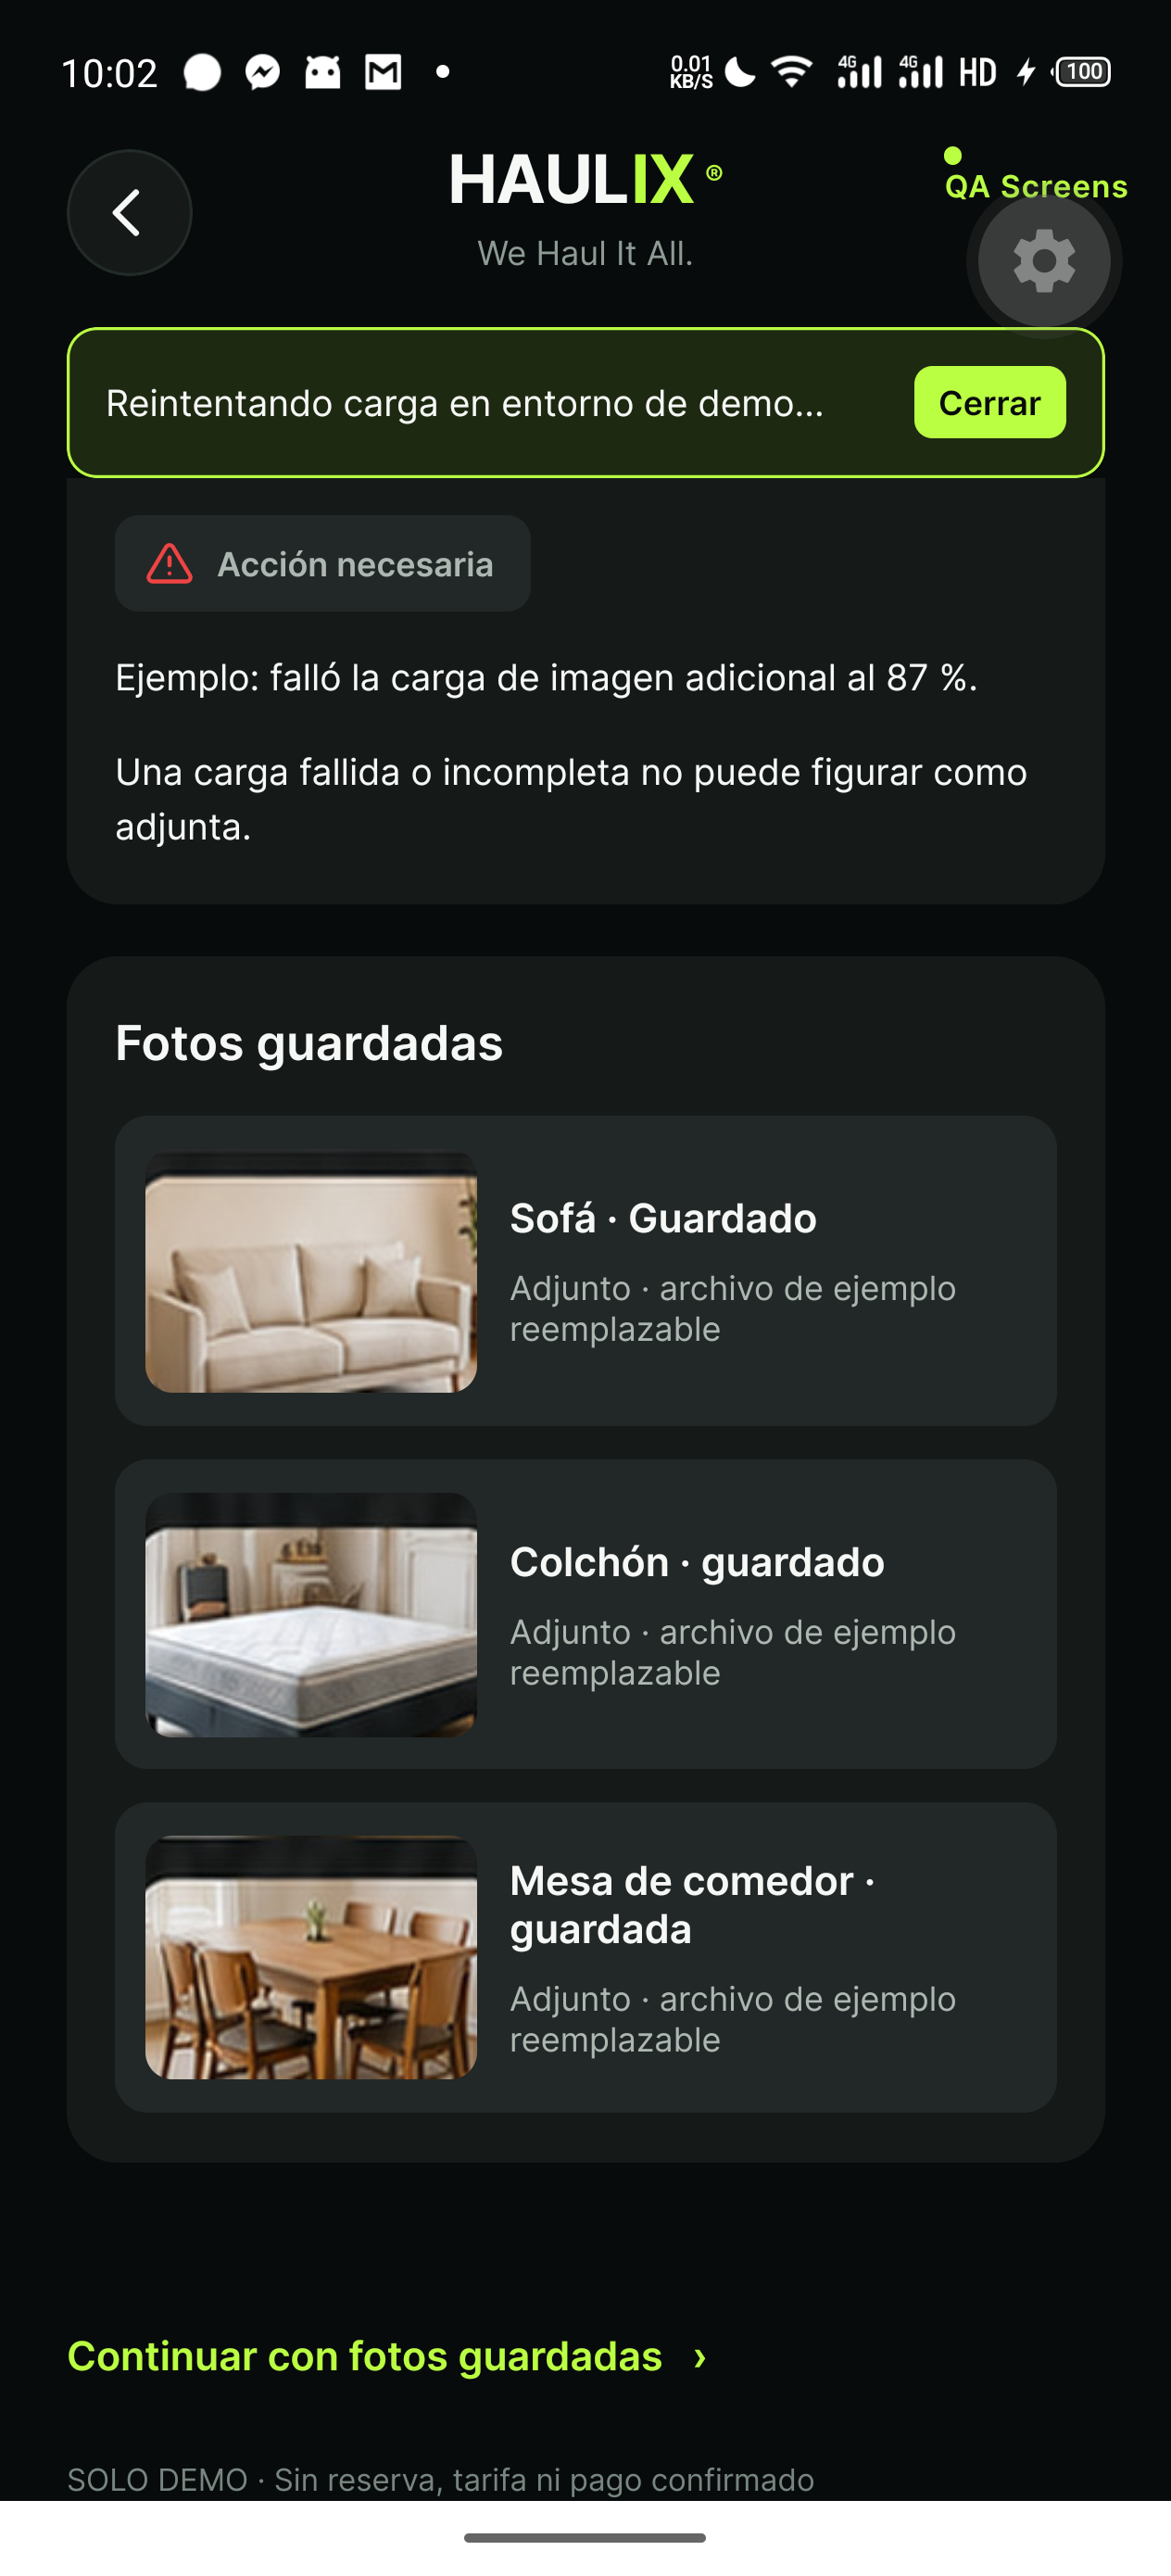 10:02
0.01
KB/S
4G
4G
HD
100
HAULIX®
We Haul It All.
QA Screens
Reintentando carga en entorno de demo...
Cerrar
Acción necesaria
Ejemplo: falló la carga de imagen adicional al 87 %.
Una carga fallida o incompleta no puede figurar como
adjunta.
Fotos guardadas
Sofá · Guardado
Adjunto · archivo de ejemplo
reemplazable
Colchón · guardado
Adjunto · archivo de ejemplo
reemplazable
Mesa de comedor ·
guardada
Adjunto · archivo de ejemplo
reemplazable
Continuar con fotos guardadas ›
SOLO DEMO · Sin reserva, tarifa ni pago confirmado